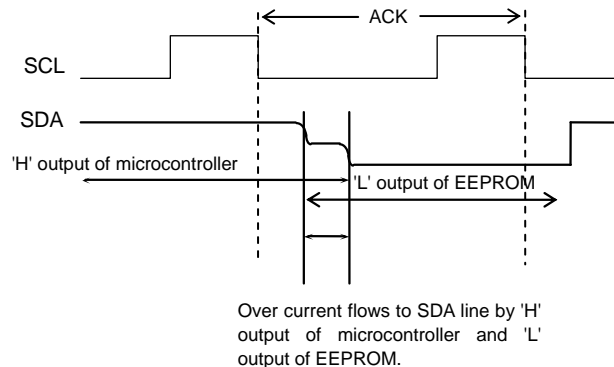 ACK
SCL
SDA
'H' output of microcontroller
'L' output of EEPROM
Over current flows to SDA line by 'H'
output of microcontroller and 'L'
output of EEPROM.